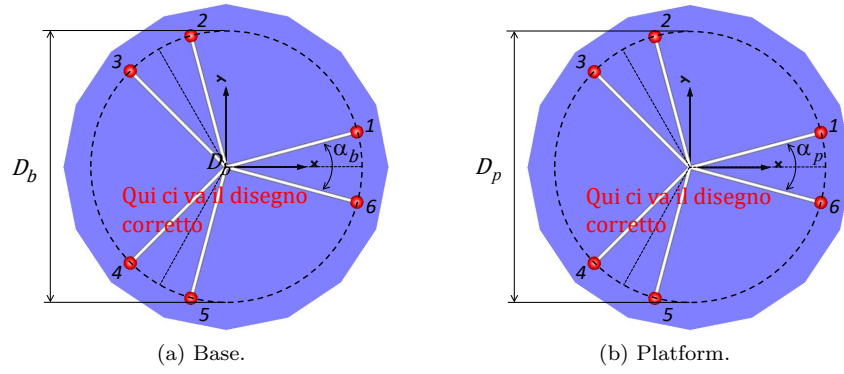 2
3
Y
1
D_b
D_b
x
α_b
Qui ci va il disegno
corretto
6
4
5
(a) Base.
2
3
Y
1
D_p
x
α_p
Qui ci va il disegno
corretto
6
4
5
(b) Platform.